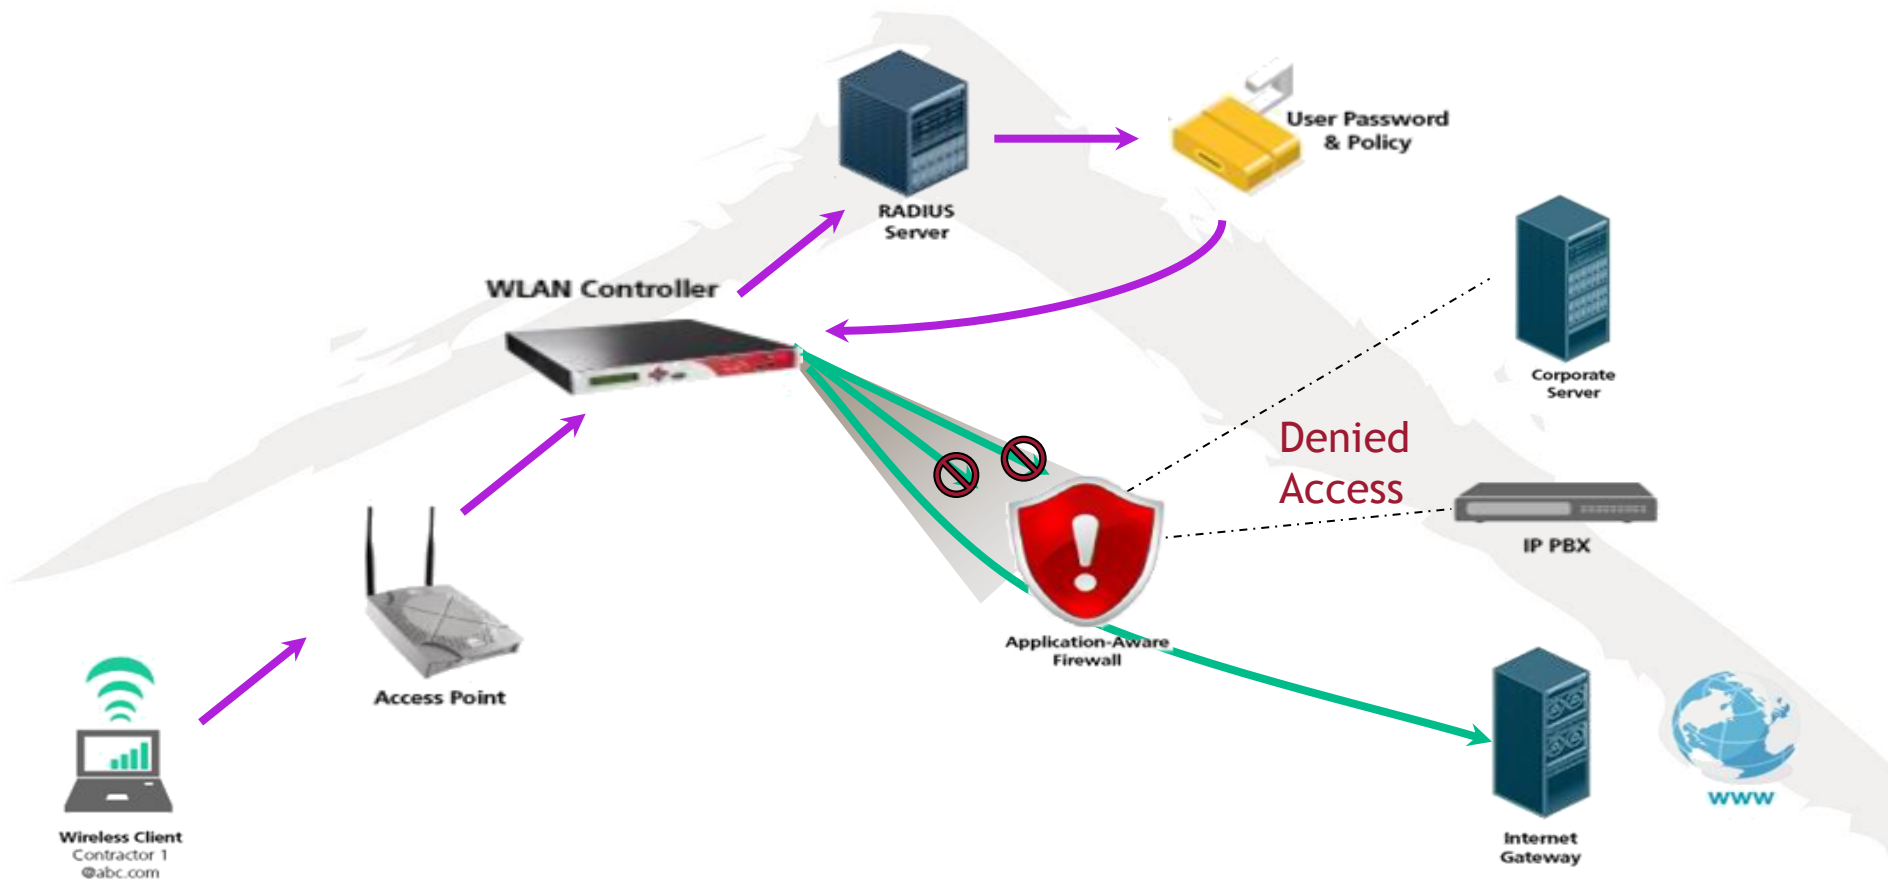 User Password
& Policy
RADIUS
Server
WLAN Controller
Corporate
Server
Denied
Access
IP PBX
Application-Aware
Firewall
Access Point
www
Wireless Client
Contractor 1
@abc.com
Internet
Gateway